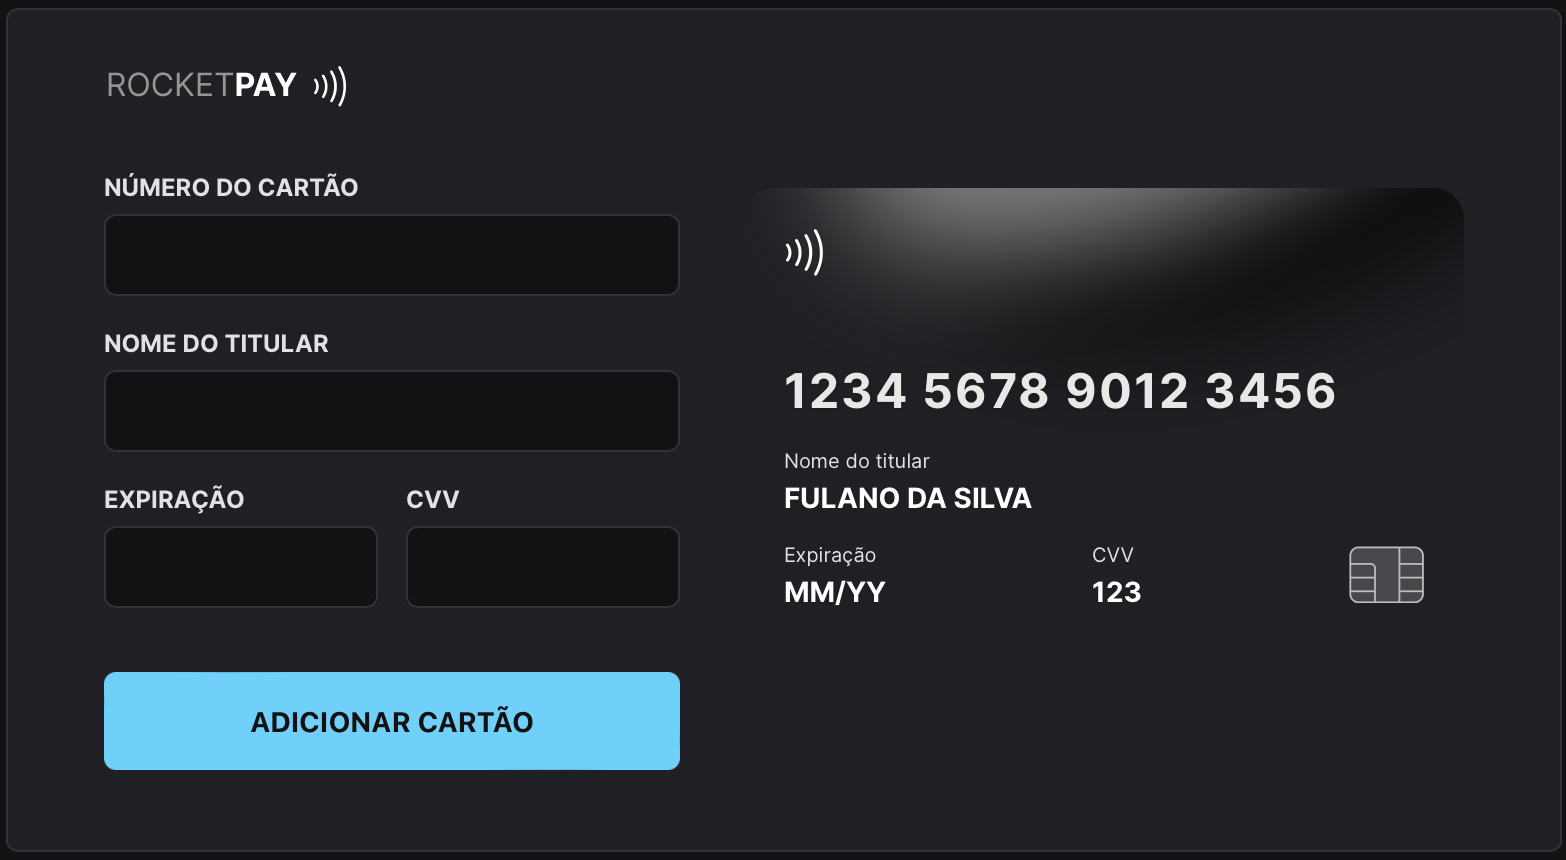 ROCKETPAY
NÚMERO DO CARTÃO
NOME DO TITULAR
EXPIRAÇÃO CVV
ADICIONAR CARTÃO
1234 5678 9012 3456
Nome do titular
FULANO DA SILVA
Expiração CVV
MM/YY 123